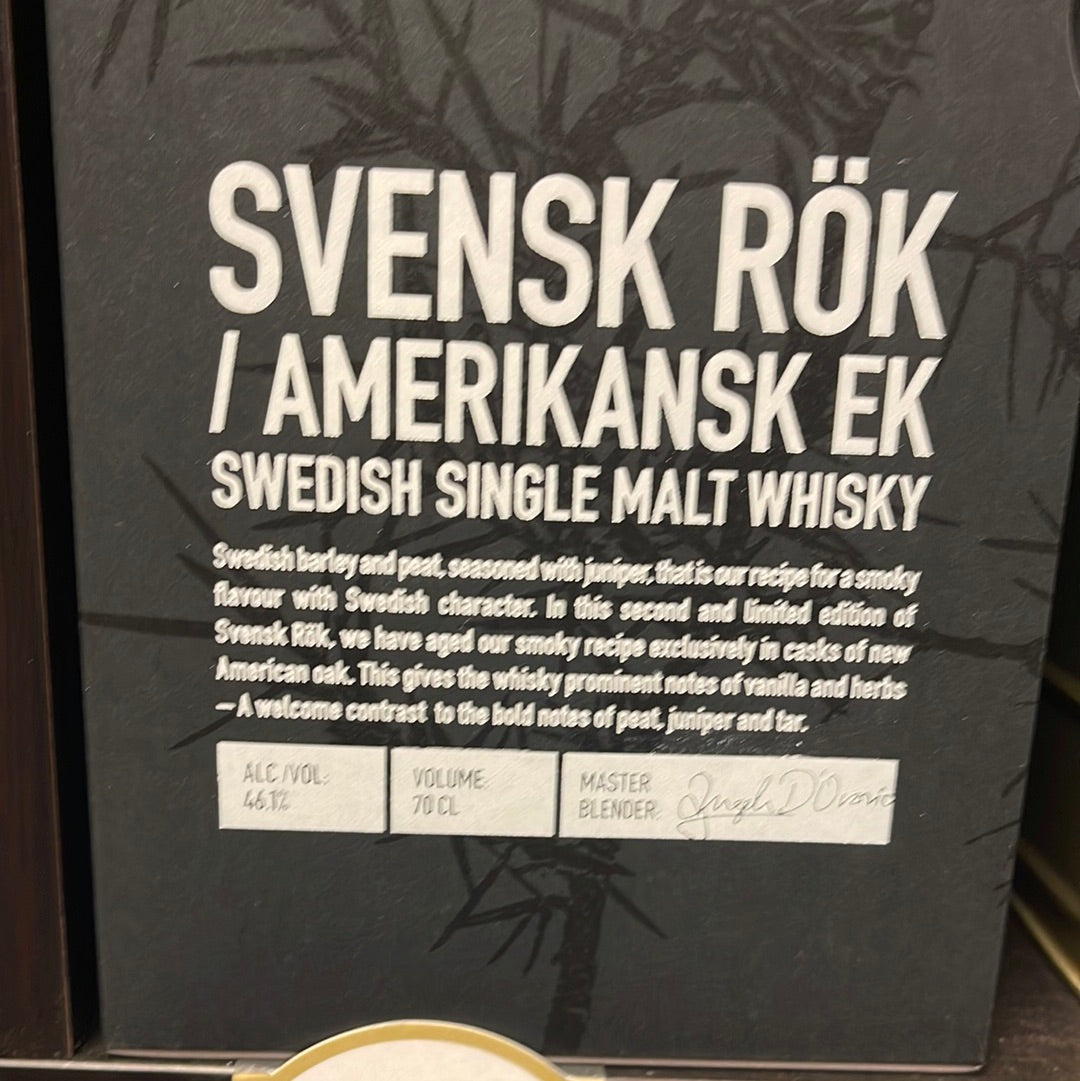 SVENSK RÖK
/ AMERIKANSK EK
SWEDISH SINGLE MALT WHISKY
Swedish barley and peat, seasoned with juniper, that is our recipe for a smoky
flavour with Swedish character. In this second and limited edition of
Svensk Rök, we have aged our smoky recipe exclusively in casks of new
American oak. This gives the whisky prominent notes of vanilla and herbs
– A welcome contrast to the bold notes of peat, juniper and tar.
ALC/VOL: VOLUME: MASTER
46.1% 70 CL BLENDER: